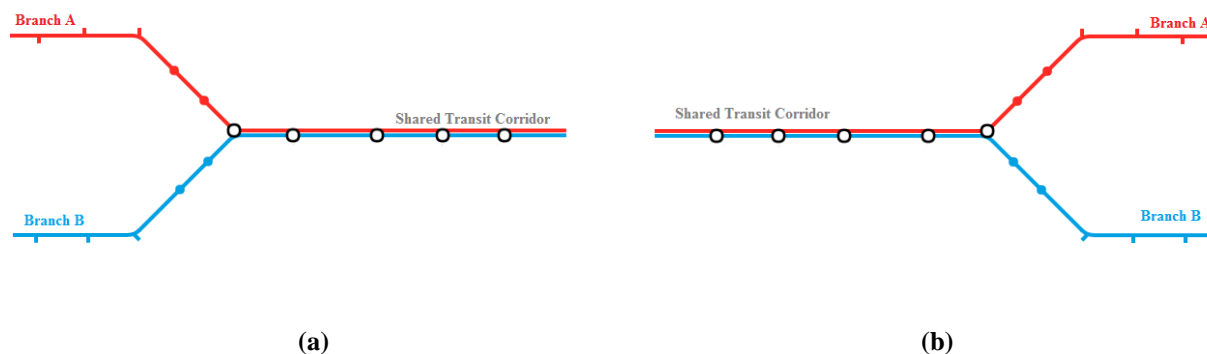 Branch A
Shared Transit Corridor
Branch B
(a)
Branch A
Shared Transit Corridor
Branch B
(b)